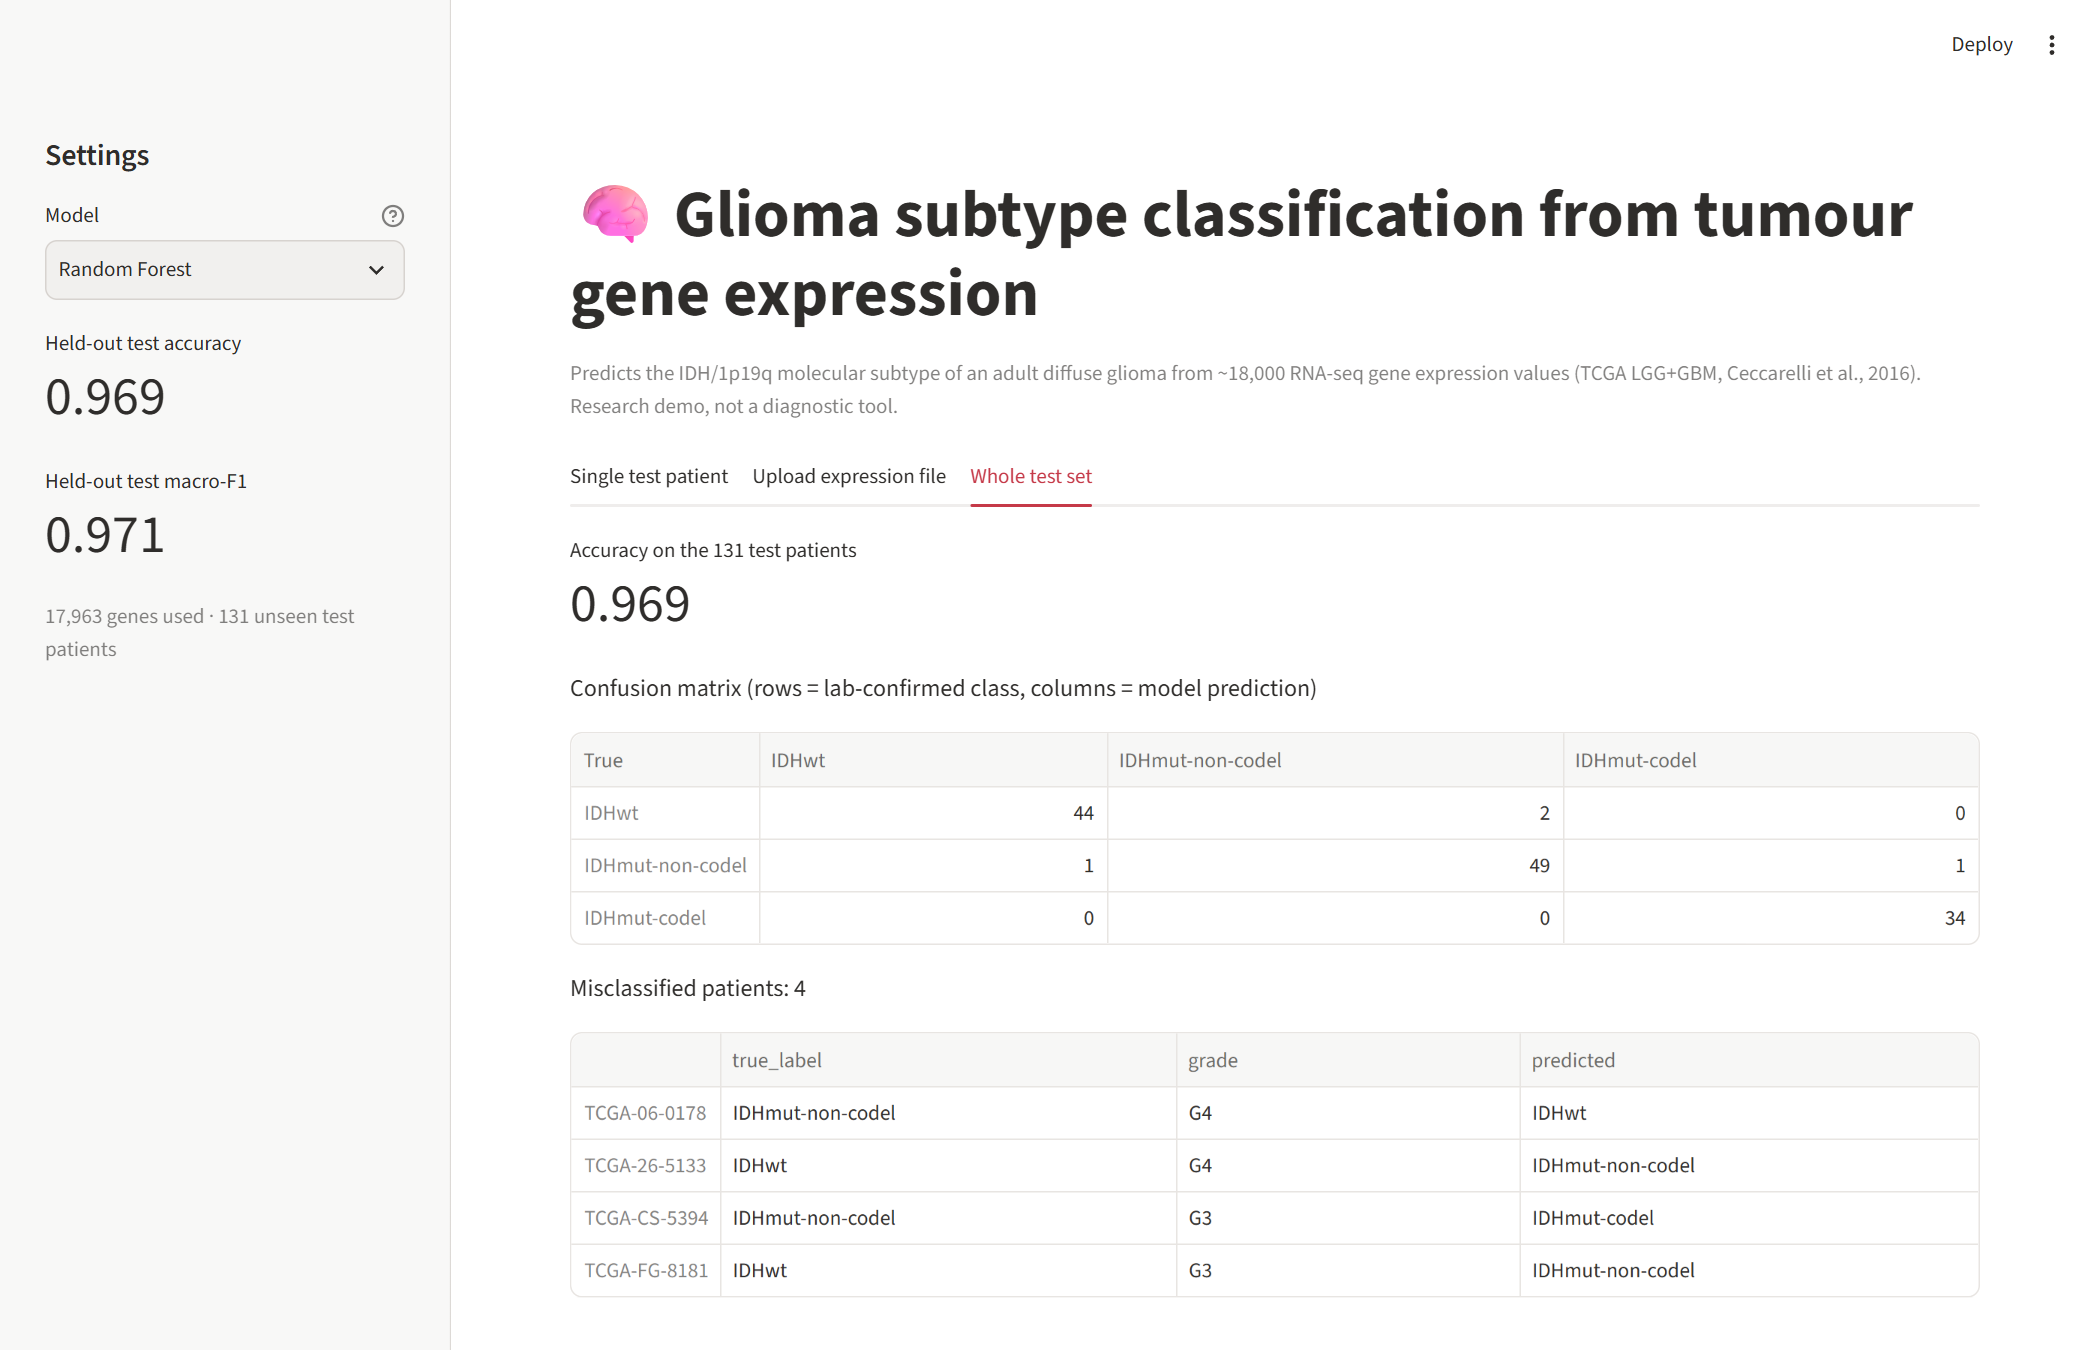 Deploy
Settings
Model
Random Forest
Held-out test accuracy
0.969
Held-out test macro-F1
0.971
17,963 genes used · 131 unseen test
patients
Glioma subtype classification from tumour
gene expression
Predicts the IDH/1p19q molecular subtype of an adult diffuse glioma from ~18,000 RNA-seq gene expression values (TCGA LGG+GBM, Ceccarelli et al., 2016).
Research demo, not a diagnostic tool.
Single test patient Upload expression file Whole test set
Accuracy on the 131 test patients
0.969
Confusion matrix (rows = lab-confirmed class, columns = model prediction)
True IDHwt IDHmut-non-codel IDHmut-codel
IDHwt 44 2 0
IDHmut-non-codel 1 49 1
IDHmut-codel 0 0 34
Misclassified patients: 4
true_label grade predicted
TCGA-06-0178 IDHmut-non-codel G4 IDHwt
TCGA-26-5133 IDHwt G4 IDHmut-non-codel
TCGA-CS-5394 IDHmut-non-codel G3 IDHmut-codel
TCGA-FG-8181 IDHwt G3 IDHmut-non-codel